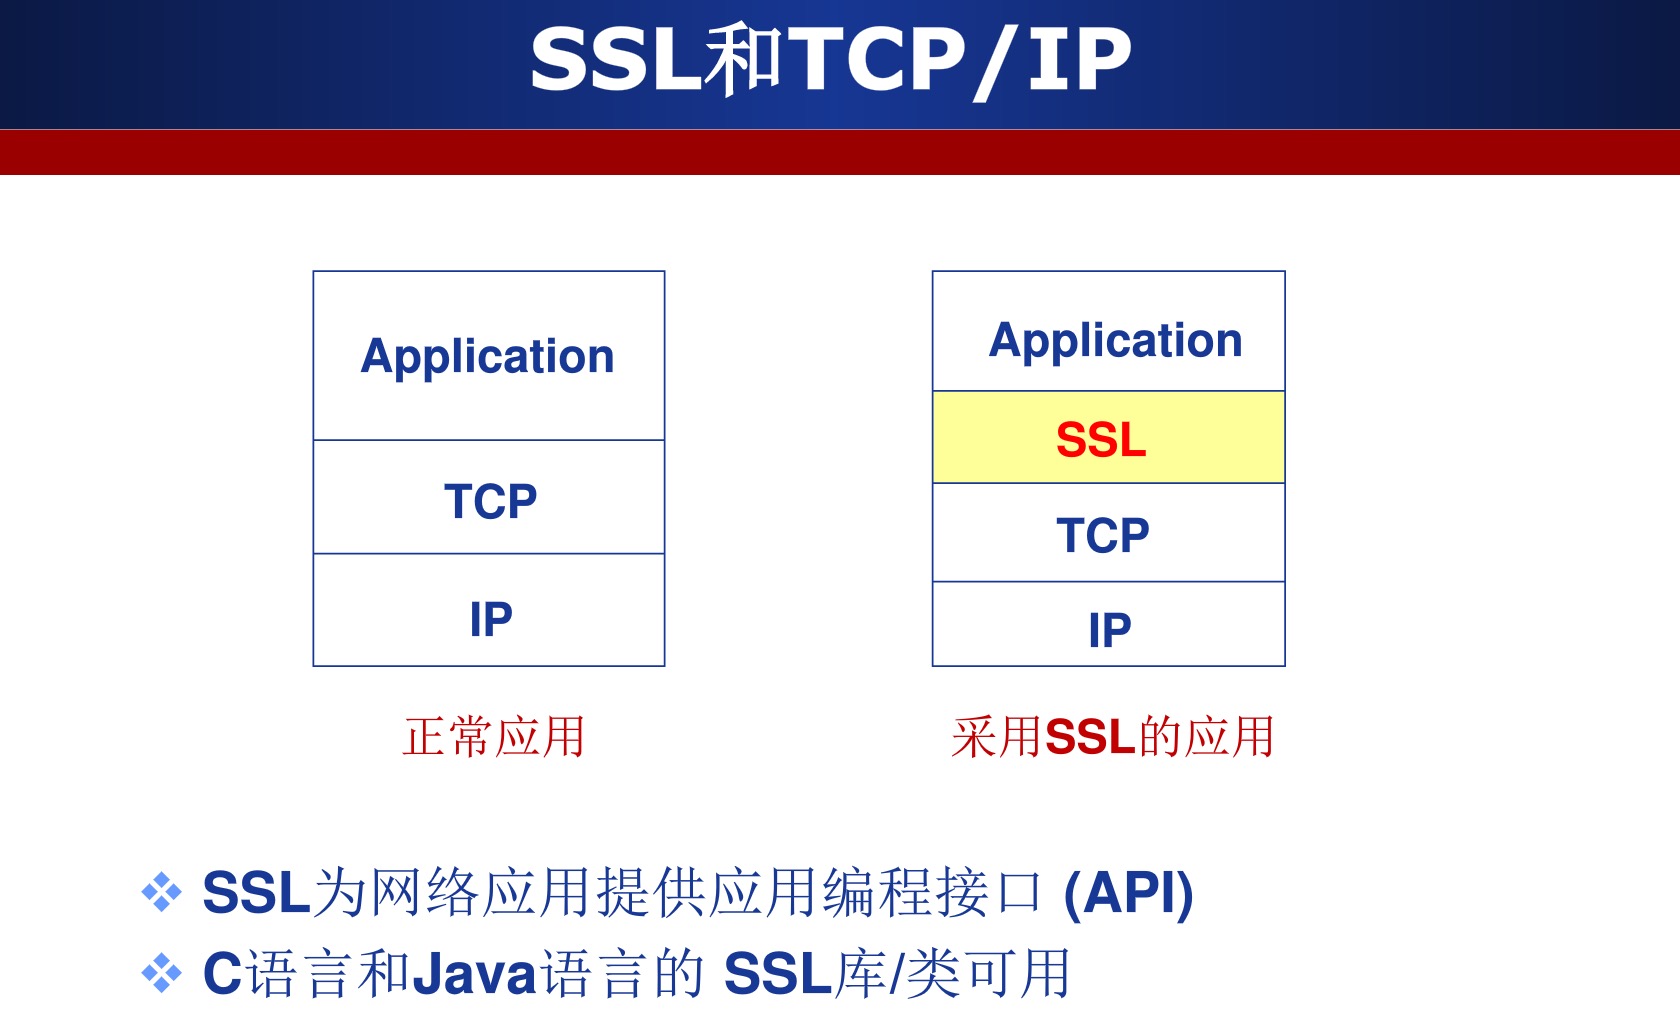 SSL和TCP/IP
Application
TCP
IP
正常应用
Application
SSL
TCP
IP
采用SSL的应用
SSL为网络应用提供应用编程接口 (API)
C语言和Java语言的 SSL库/类可用